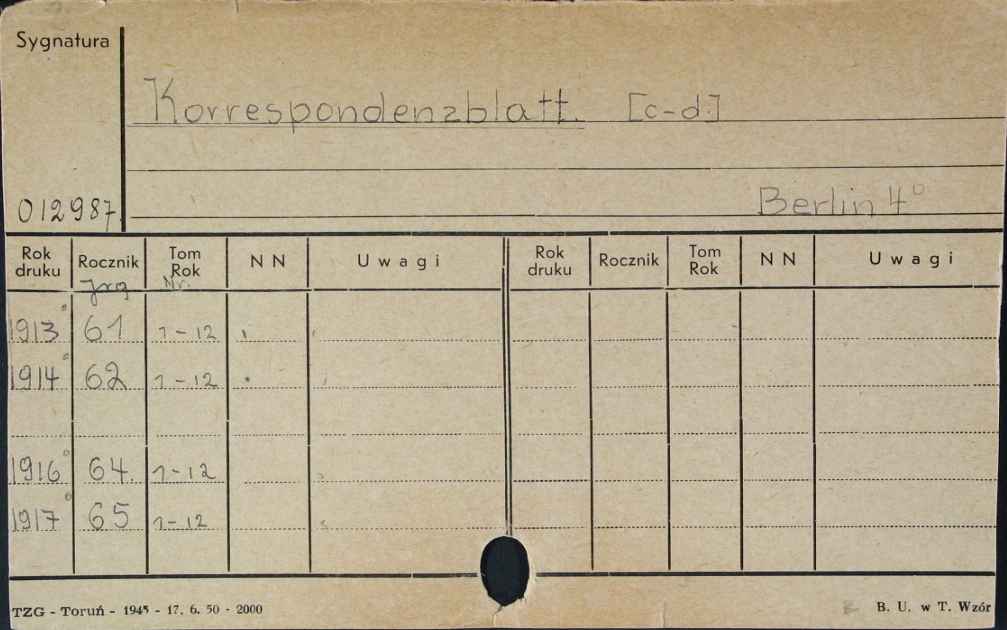 Sygnatura
Korrespondenzblatt. [c-d.]
Berlin 4°
012987.
Rok druku Rocznik Tom Rok NN Uwagi Rok druku Rocznik Tom Rok NN Uwagi
Jrg Nr.
1913° 61 1-12
1914° 62 1-12
1916° 64. 1-12
1917° 65 1-12
TZG - Toruń - 1945 - 17. 6. 50 - 2000 B. U. w T. Wzór